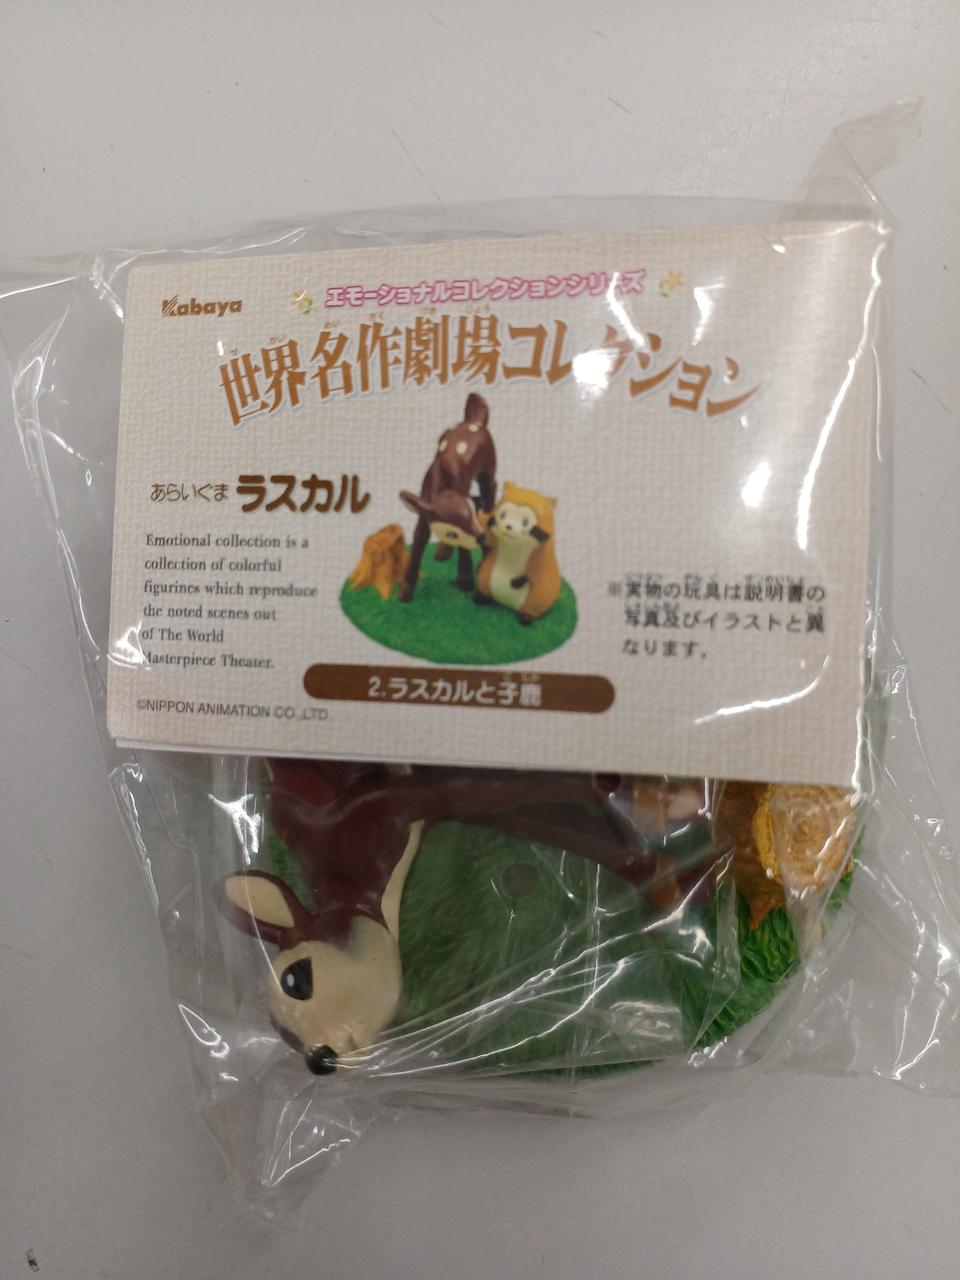 Kabaya
エモーショナルコレクションシリーズ
世界名作劇場コレクション
あらいぐま ラスカル
Emotional collection is a
collection of colorful
figurines which reproduce
the noted scenes out
of The World
Masterpiece Theater.
※実物の玩具は説明書の
写真及びイラストと異
なります。
2.ラスカルと子鹿
©NIPPON ANIMATION CO.,LTD.